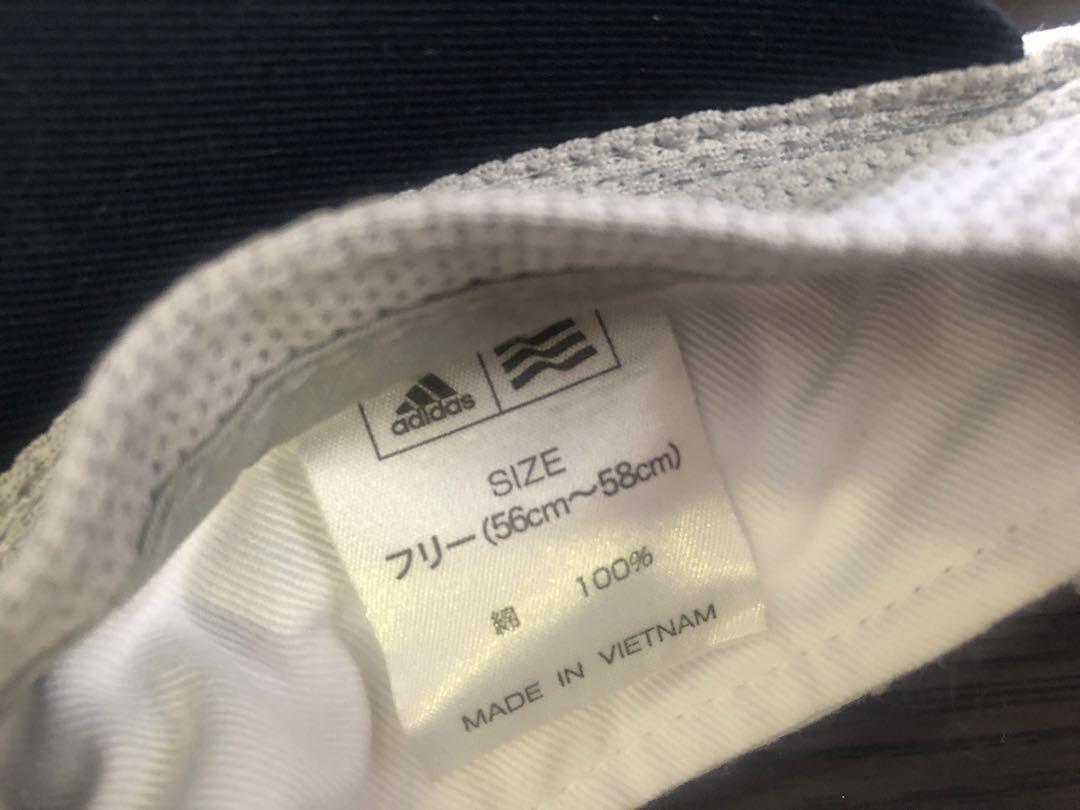 adidas
SIZE
フリー(56cm～58cm)
綿 100%
MADE IN VIETNAM